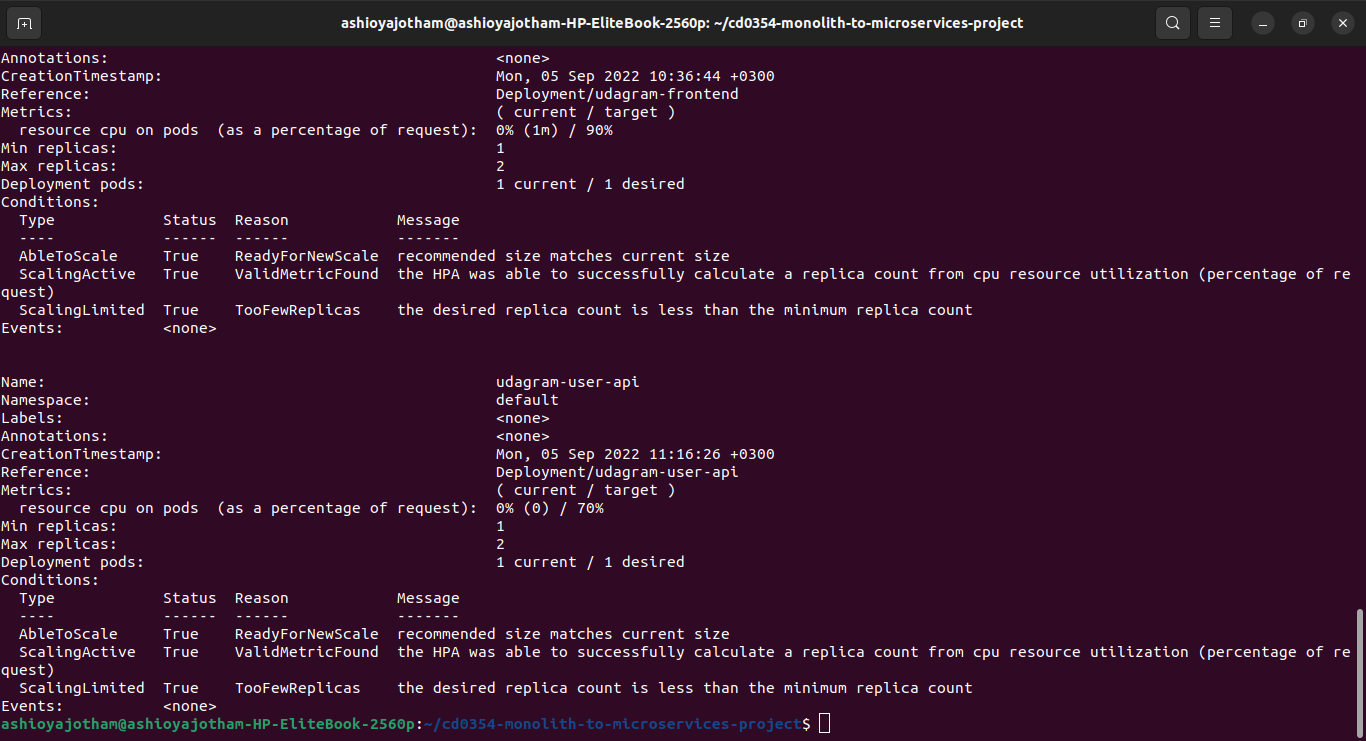 ashioyajotham@ashioyajotham-HP-EliteBook-2560p: ~/cd0354-monolith-to-microservices-project
Annotations: <none>
CreationTimestamp: Mon, 05 Sep 2022 10:36:44 +0300
Reference: Deployment/udagram-frontend
Metrics: ( current / target )
  resource cpu on pods  (as a percentage of request):  0% (1m) / 90%
Min replicas: 1
Max replicas: 2
Deployment pods: 1 current / 1 desired
Conditions:
  Type            Status  Reason            Message
  ----            ------  ------            -------
  AbleToScale     True    ReadyForNewScale  recommended size matches current size
  ScalingActive   True    ValidMetricFound  the HPA was able to successfully calculate a replica count from cpu resource utilization (percentage of re
quest)
  ScalingLimited  True    TooFewReplicas    the desired replica count is less than the minimum replica count
Events:           <none>
Name: udagram-user-api
Namespace: default
Labels: <none>
Annotations: <none>
CreationTimestamp: Mon, 05 Sep 2022 11:16:26 +0300
Reference: Deployment/udagram-user-api
Metrics: ( current / target )
  resource cpu on pods  (as a percentage of request):  0% (0) / 70%
Min replicas: 1
Max replicas: 2
Deployment pods: 1 current / 1 desired
Conditions:
  Type            Status  Reason            Message
  ----            ------  ------            -------
  AbleToScale     True    ReadyForNewScale  recommended size matches current size
  ScalingActive   True    ValidMetricFound  the HPA was able to successfully calculate a replica count from cpu resource utilization (percentage of re
quest)
  ScalingLimited  True    TooFewReplicas    the desired replica count is less than the minimum replica count
Events:           <none>
ashioyajotham@ashioyajotham-HP-EliteBook-2560p:~/cd0354-monolith-to-microservices-project$